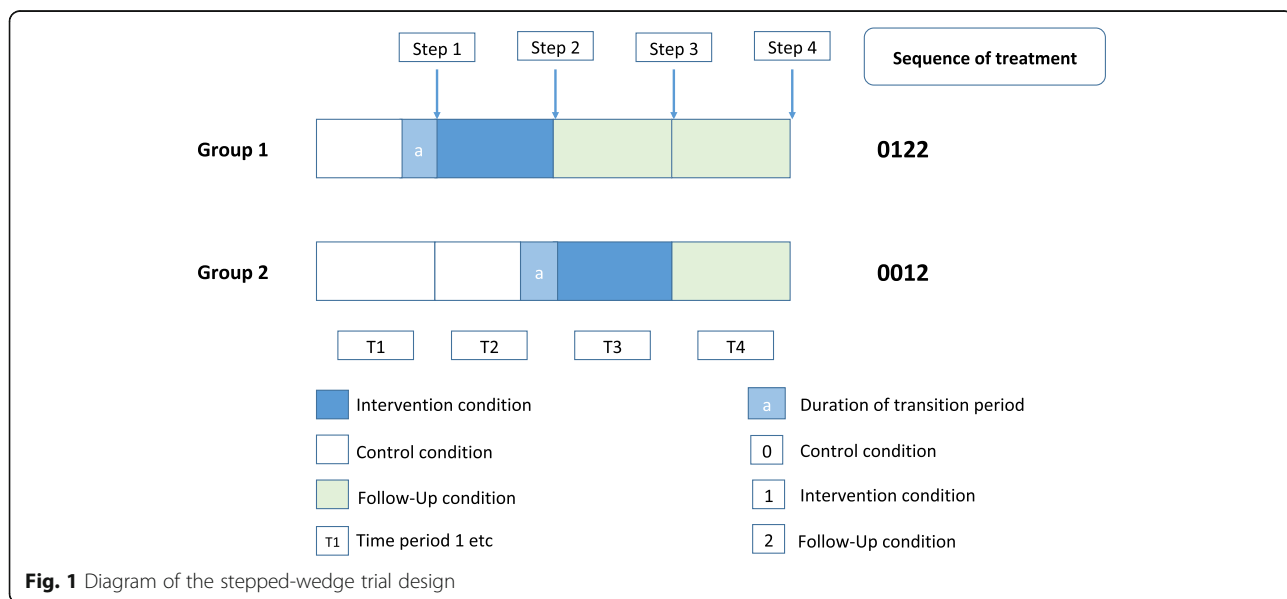 Step 1 Step 2 Step 3 Step 4 Sequence of treatment
Group 1 a 0122
Group 2 a 0012
T1 T2 T3 T4
Intervention condition a Duration of transition period
Control condition 0 Control condition
Follow-Up condition 1 Intervention condition
T1 Time period 1 etc 2 Follow-Up condition
Fig. 1 Diagram of the stepped-wedge trial design